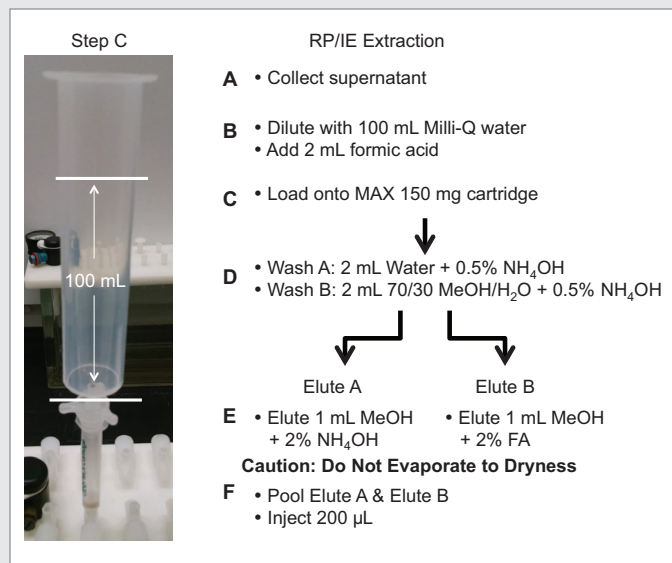 Step C
RP/IE Extraction
A • Collect supernatant
B • Dilute with 100 mL Milli-Q water
• Add 2 mL formic acid
C • Load onto MAX 150 mg cartridge
100 mL
D • Wash A: 2 mL Water + 0.5% NH₄OH
• Wash B: 2 mL 70/30 MeOH/H₂O + 0.5% NH₄OH
Elute A
Elute B
E • Elute 1 mL MeOH
+ 2% NH₄OH
• Elute 1 mL MeOH
+ 2% FA
Caution: Do Not Evaporate to Dryness
F • Pool Elute A & Elute B
• Inject 200 µL